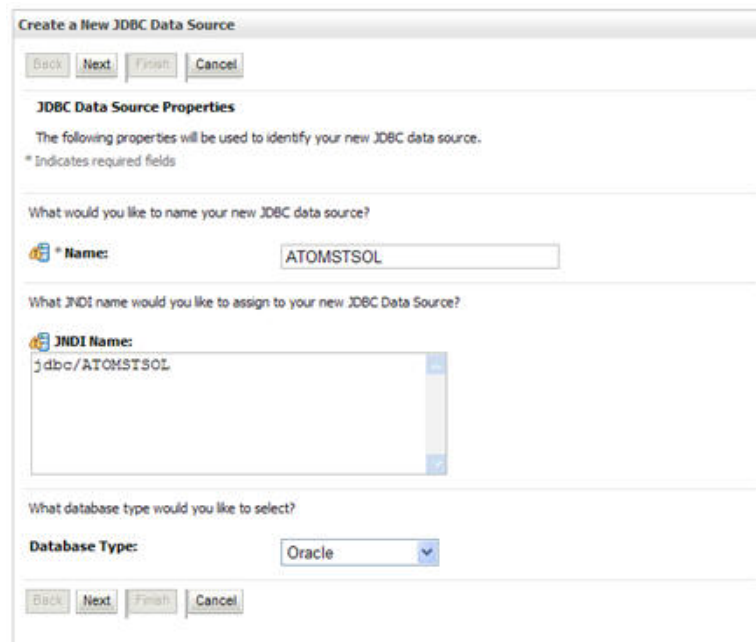 Create a New JDBC Data Source
Back Next Finish Cancel
JDBC Data Source Properties
The following properties will be used to identify your new JDBC data source.
* Indicates required fields
What would you like to name your new JDBC data source?
* Name: ATOMSTSOL
What JNDI name would you like to assign to your new JDBC Data Source?
JNDI Name:
jdbc/ATOMSTSOL
What database type would you like to select?
Database Type: Oracle
Back Next Finish Cancel